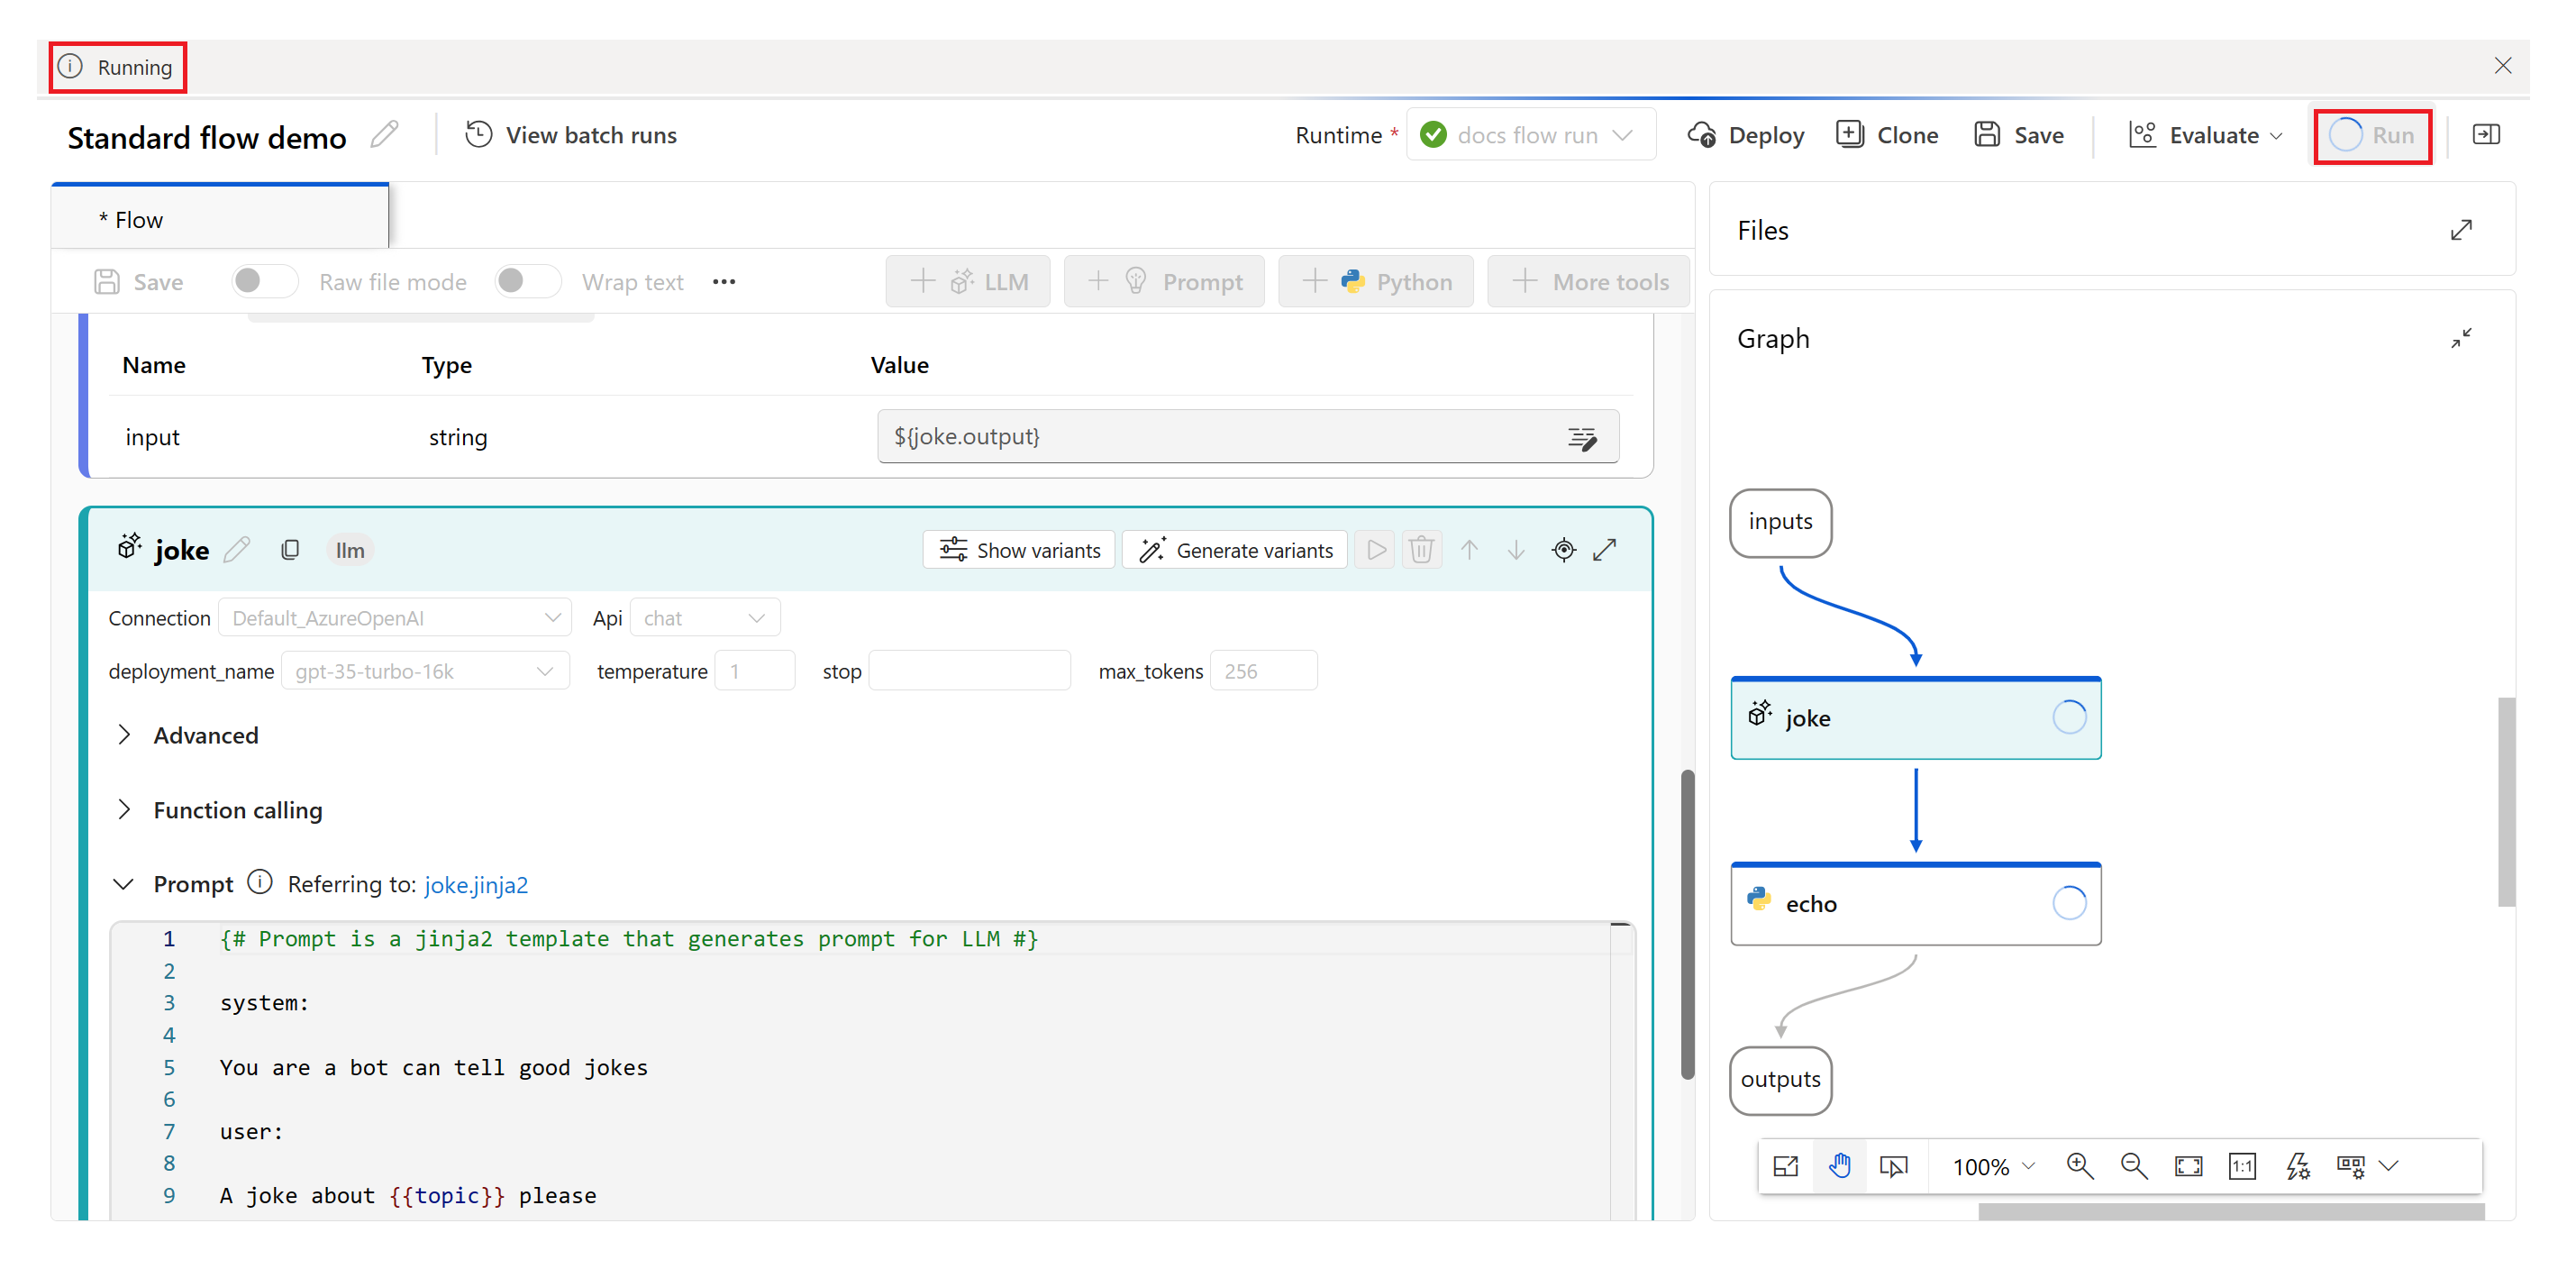 Running
Standard flow demo
View batch runs
Runtime *
docs flow run
Deploy
Clone
Save
Evaluate
Run
* Flow
Save
Raw file mode
Wrap text
LLM
Prompt
Python
More tools
Name Type Value
input string ${joke.output}
joke
llm
Show variants
Generate variants
Connection Default_AzureOpenAI Api chat
deployment_name gpt-35-turbo-16k temperature 1 stop max_tokens 256
Advanced
Function calling
Prompt Referring to: joke.jinja2
1 {# Prompt is a jinja2 template that generates prompt for LLM #}
2
3 system:
4
5 You are a bot can tell good jokes
6
7 user:
8
9 A joke about {{topic}} please
Files
Graph
inputs
joke
echo
outputs
100%
1:1